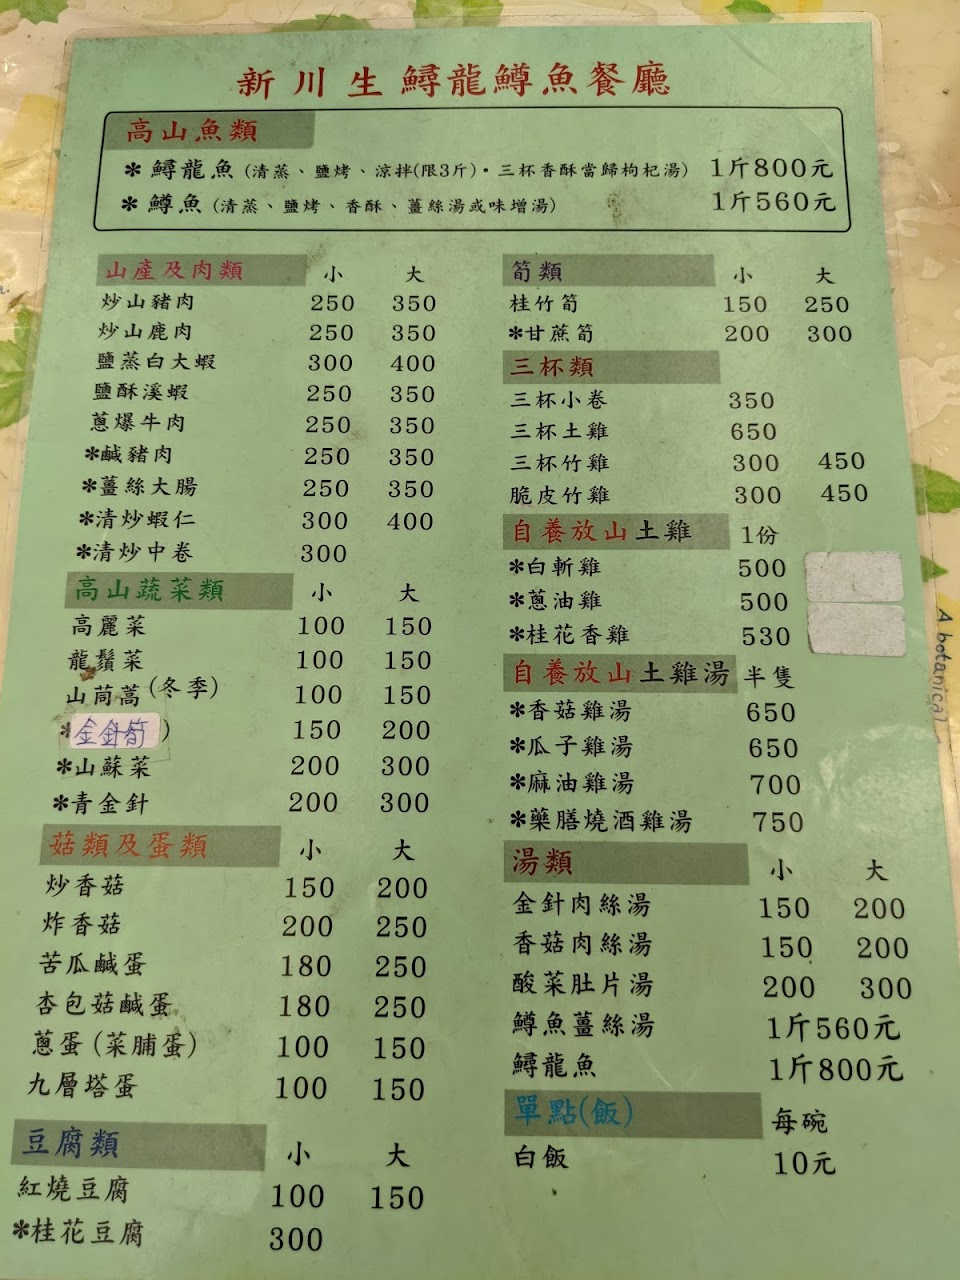 新川生鱘龍鱒魚餐廳
高山魚類
✻鱘龍魚(清蒸、鹽烤、涼拌(限3斤)・三杯香酥當歸枸杞湯) 1斤800元
✻鱒魚(清蒸、鹽烤、香酥、薑絲湯或味增湯) 1斤560元
山產及肉類 小 大
炒山豬肉 250 350
炒山鹿肉 250 350
鹽蒸白大蝦 300 400
鹽酥溪蝦 250 350
蔥爆牛肉 250 350
✻鹹豬肉 250 350
✻薑絲大腸 250 350
✻清炒蝦仁 300 400
✻清炒中卷 300
高山蔬菜類 小 大
高麗菜 100 150
龍鬚菜 100 150
山茼蒿(冬季) 100 150
✻金針筍) 150 200
✻山蘇菜 200 300
✻青金針 200 300
菇類及蛋類 小 大
炒香菇 150 200
炸香菇 200 250
苦瓜鹹蛋 180 250
杏包菇鹹蛋 180 250
蔥蛋(菜脯蛋) 100 150
九層塔蛋 100 150
豆腐類 小 大
紅燒豆腐 100 150
✻桂花豆腐 300
筍類 小 大
桂竹筍 150 250
✻甘蔗筍 200 300
三杯類
三杯小卷 350
三杯土雞 650
三杯竹雞 300 450
脆皮竹雞 300 450
自養放山土雞 1份
✻白斬雞 500
✻蔥油雞 500
✻桂花香雞 530
自養放山土雞湯 半隻
✻香菇雞湯 650
✻瓜子雞湯 650
✻麻油雞湯 700
✻藥膳燒酒雞湯 750
湯類 小 大
金針肉絲湯 150 200
香菇肉絲湯 150 200
酸菜肚片湯 200 300
鱒魚薑絲湯 1斤560元
鱘龍魚 1斤800元
單點(飯) 每碗
白飯 10元
A botanical